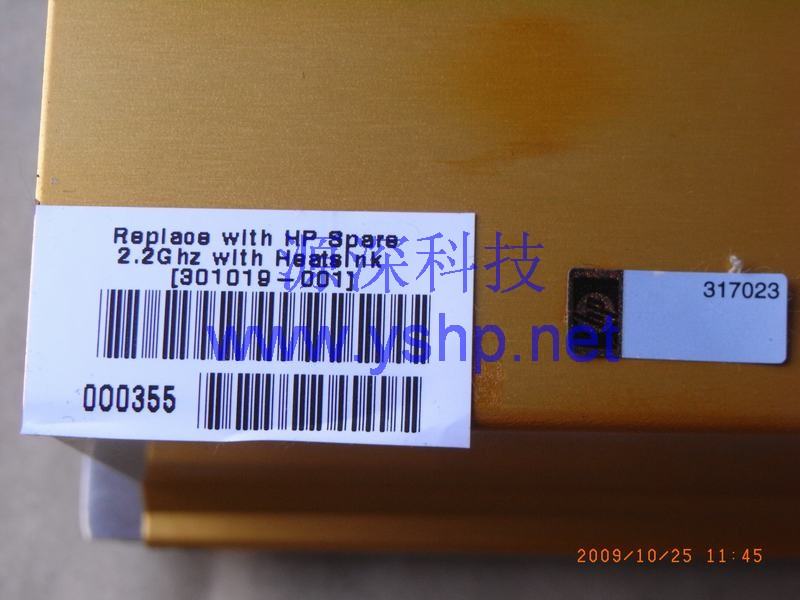 Replace with HP Spare
2.2Ghz with Heatsink
[301019-001]
源深科技
www.yshp.net
000355
hp
317023
2009/10/25 11:45